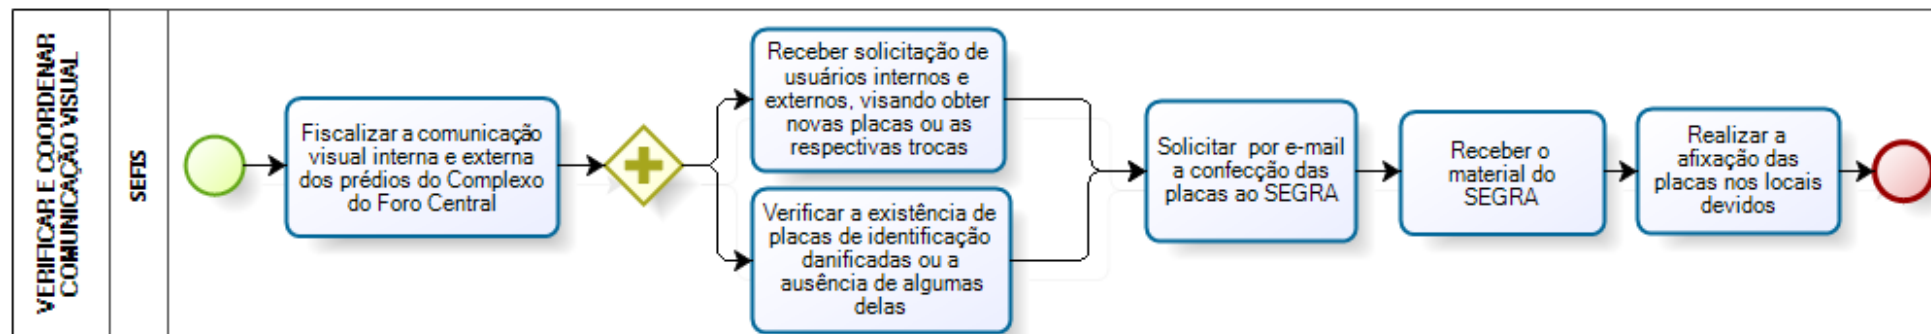 VERIFICAR E COORDENAR
COMUNICAÇÃO VISUAL
SEFIS
Fiscalizar a comunicação
visual interna e externa
dos prédios do Complexo
do Foro Central
Receber solicitação de
usuários internos e
externos, visando obter
novas placas ou as
respectivas trocas
Verificar a existência de
placas de identificação
danificadas ou a
ausência de algumas
delas
Solicitar por e-mail
a confecção das
placas ao SEGRA
Receber o
material do
SEGRA
Realizar a
afixação das
placas nos locais
devidos